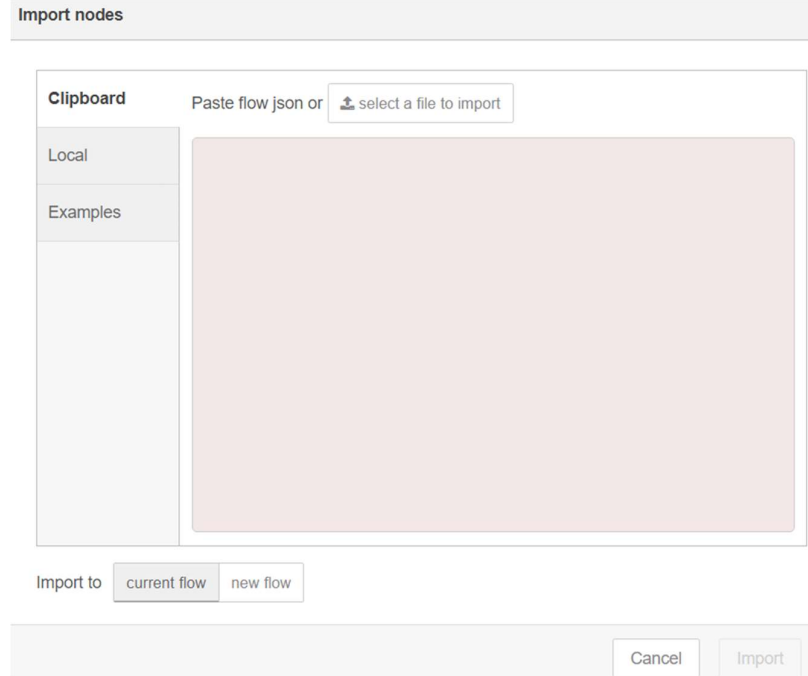 Import nodes
Clipboard
Paste flow json or select a file to import
Local
Examples
Import to current flow new flow
Cancel Import